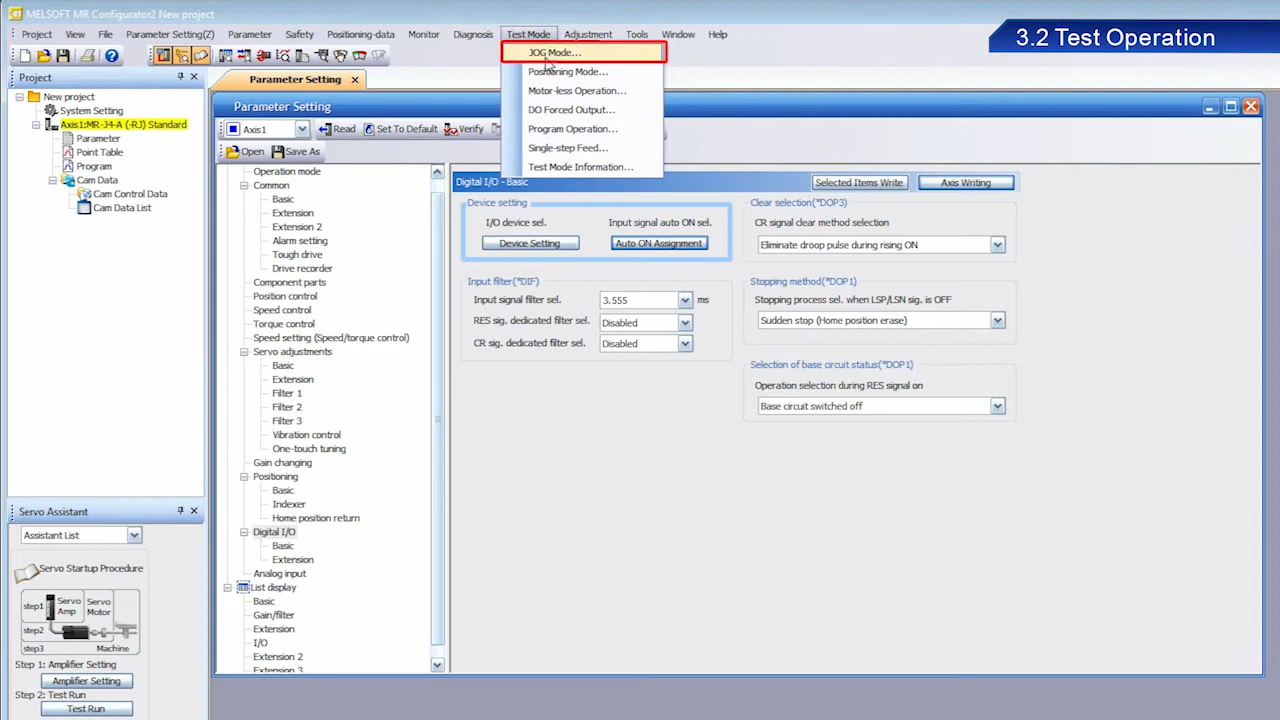 MELSOFT MR Configurator2 New project
Project View File Parameter Setting(Z) Parameter Safety Positioning-data Monitor Diagnosis Test Mode Adjustment Tools Window Help
3.2 Test Operation
JOG Mode...
Positioning Mode...
Motor-less Operation...
DO Forced Output...
Program Operation...
Single-step Feed...
Test Mode Information...
Project
New project
System Setting
Axis1:MR-J4-A (-RJ) Standard
Parameter
Point Table
Program
Cam Data
Cam Control Data
Cam Data List
Servo Assistant
Assistant List
Servo Startup Procedure
step1 Servo Amp Servo Motor
step2
step3 Machine
Step 1: Amplifier Setting
Amplifier Setting
Step 2: Test Run
Test Run
Parameter Setting
Parameter Setting
Axis1 Read Set To Default Verify
Open Save As
Operation mode
Common
Basic
Extension
Extension 2
Alarm setting
Tough drive
Drive recorder
Component parts
Position control
Speed control
Torque control
Speed setting (Speed/torque control)
Servo adjustments
Basic
Extension
Filter 1
Filter 2
Filter 3
Vibration control
One-touch tuning
Gain changing
Positioning
Basic
Indexer
Home position return
Digital I/O
Basic
Extension
Analog input
List display
Basic
Gain/filter
Extension
I/O
Extension 2
Extension 3
Digital I/O - Basic
Selected Items Write Axis Writing
Device setting
I/O device sel. Input signal auto ON sel.
Device Setting Auto ON Assignment
Input filter(*DIF)
Input signal filter sel. 3.555 ms
RES sig. dedicated filter sel. Disabled
CR sig. dedicated filter sel. Disabled
Clear selection(*DOP3)
CR signal clear method selection
Eliminate droop pulse during rising ON
Stopping method(*DOP1)
Stopping process sel. when LSP/LSN sig. is OFF
Sudden stop (Home position erase)
Selection of base circuit status(*DOP1)
Operation selection during RES signal on
Base circuit switched off